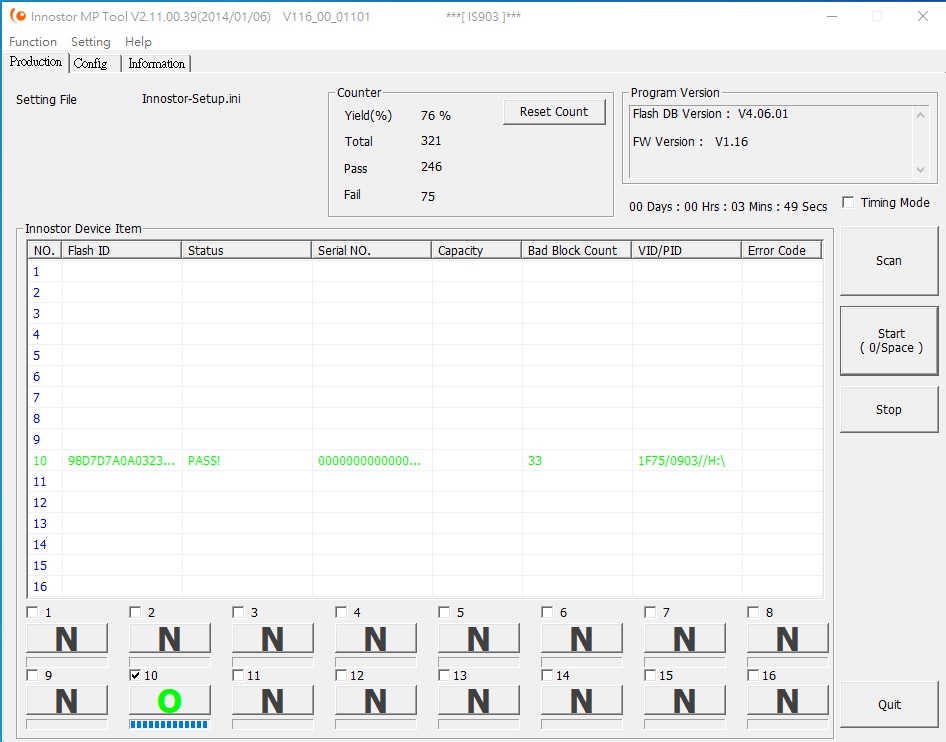 Innostor MP Tool V2.11.00.39(2014/01/06) V116_00_01101 ***[ IS903 ]***
Function Setting Help
Production Config Information
Setting File Innostor-Setup.ini
Counter
Yield(%) 76 %
Total 321
Pass 246
Fail 75
Reset Count
Program Version
Flash DB Version : V4.06.01
FW Version : V1.16
00 Days : 00 Hrs : 03 Mins : 49 Secs
Timing Mode
Innostor Device Item
NO. Flash ID Status Serial NO. Capacity Bad Block Count VID/PID Error Code
1
2
3
4
5
6
7
8
9
10 98D7D7A0A0323... PASS! 0000000000000... 33 1F75/0903//H:\
11
12
13
14
15
16
Scan
Start
( 0/Space )
Stop
1 2 3 4 5 6 7 8
N N N N N N N N
9 10 11 12 13 14 15 16
N O N N N N N N
Quit